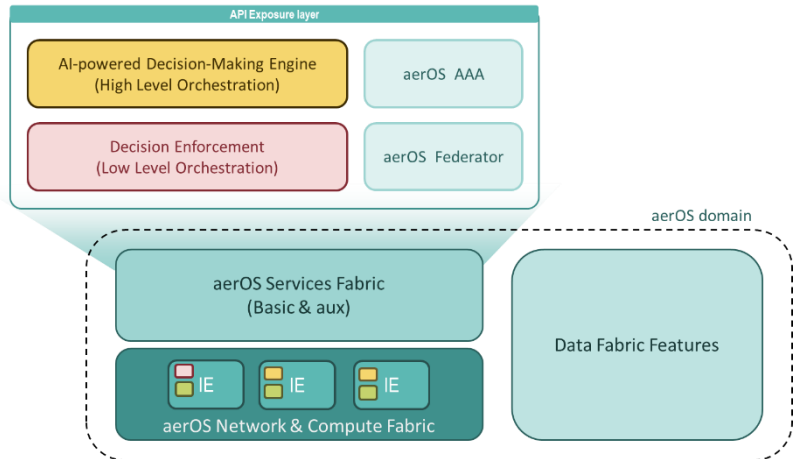 API Exposure layer
AI-powered Decision-Making Engine
(High Level Orchestration)
aerOS AAA
Decision Enforcement
(Low Level Orchestration)
aerOS Federator
aerOS domain
aerOS Services Fabric
(Basic & aux)
Data Fabric Features
IE
IE
IE
aerOS Network & Compute Fabric